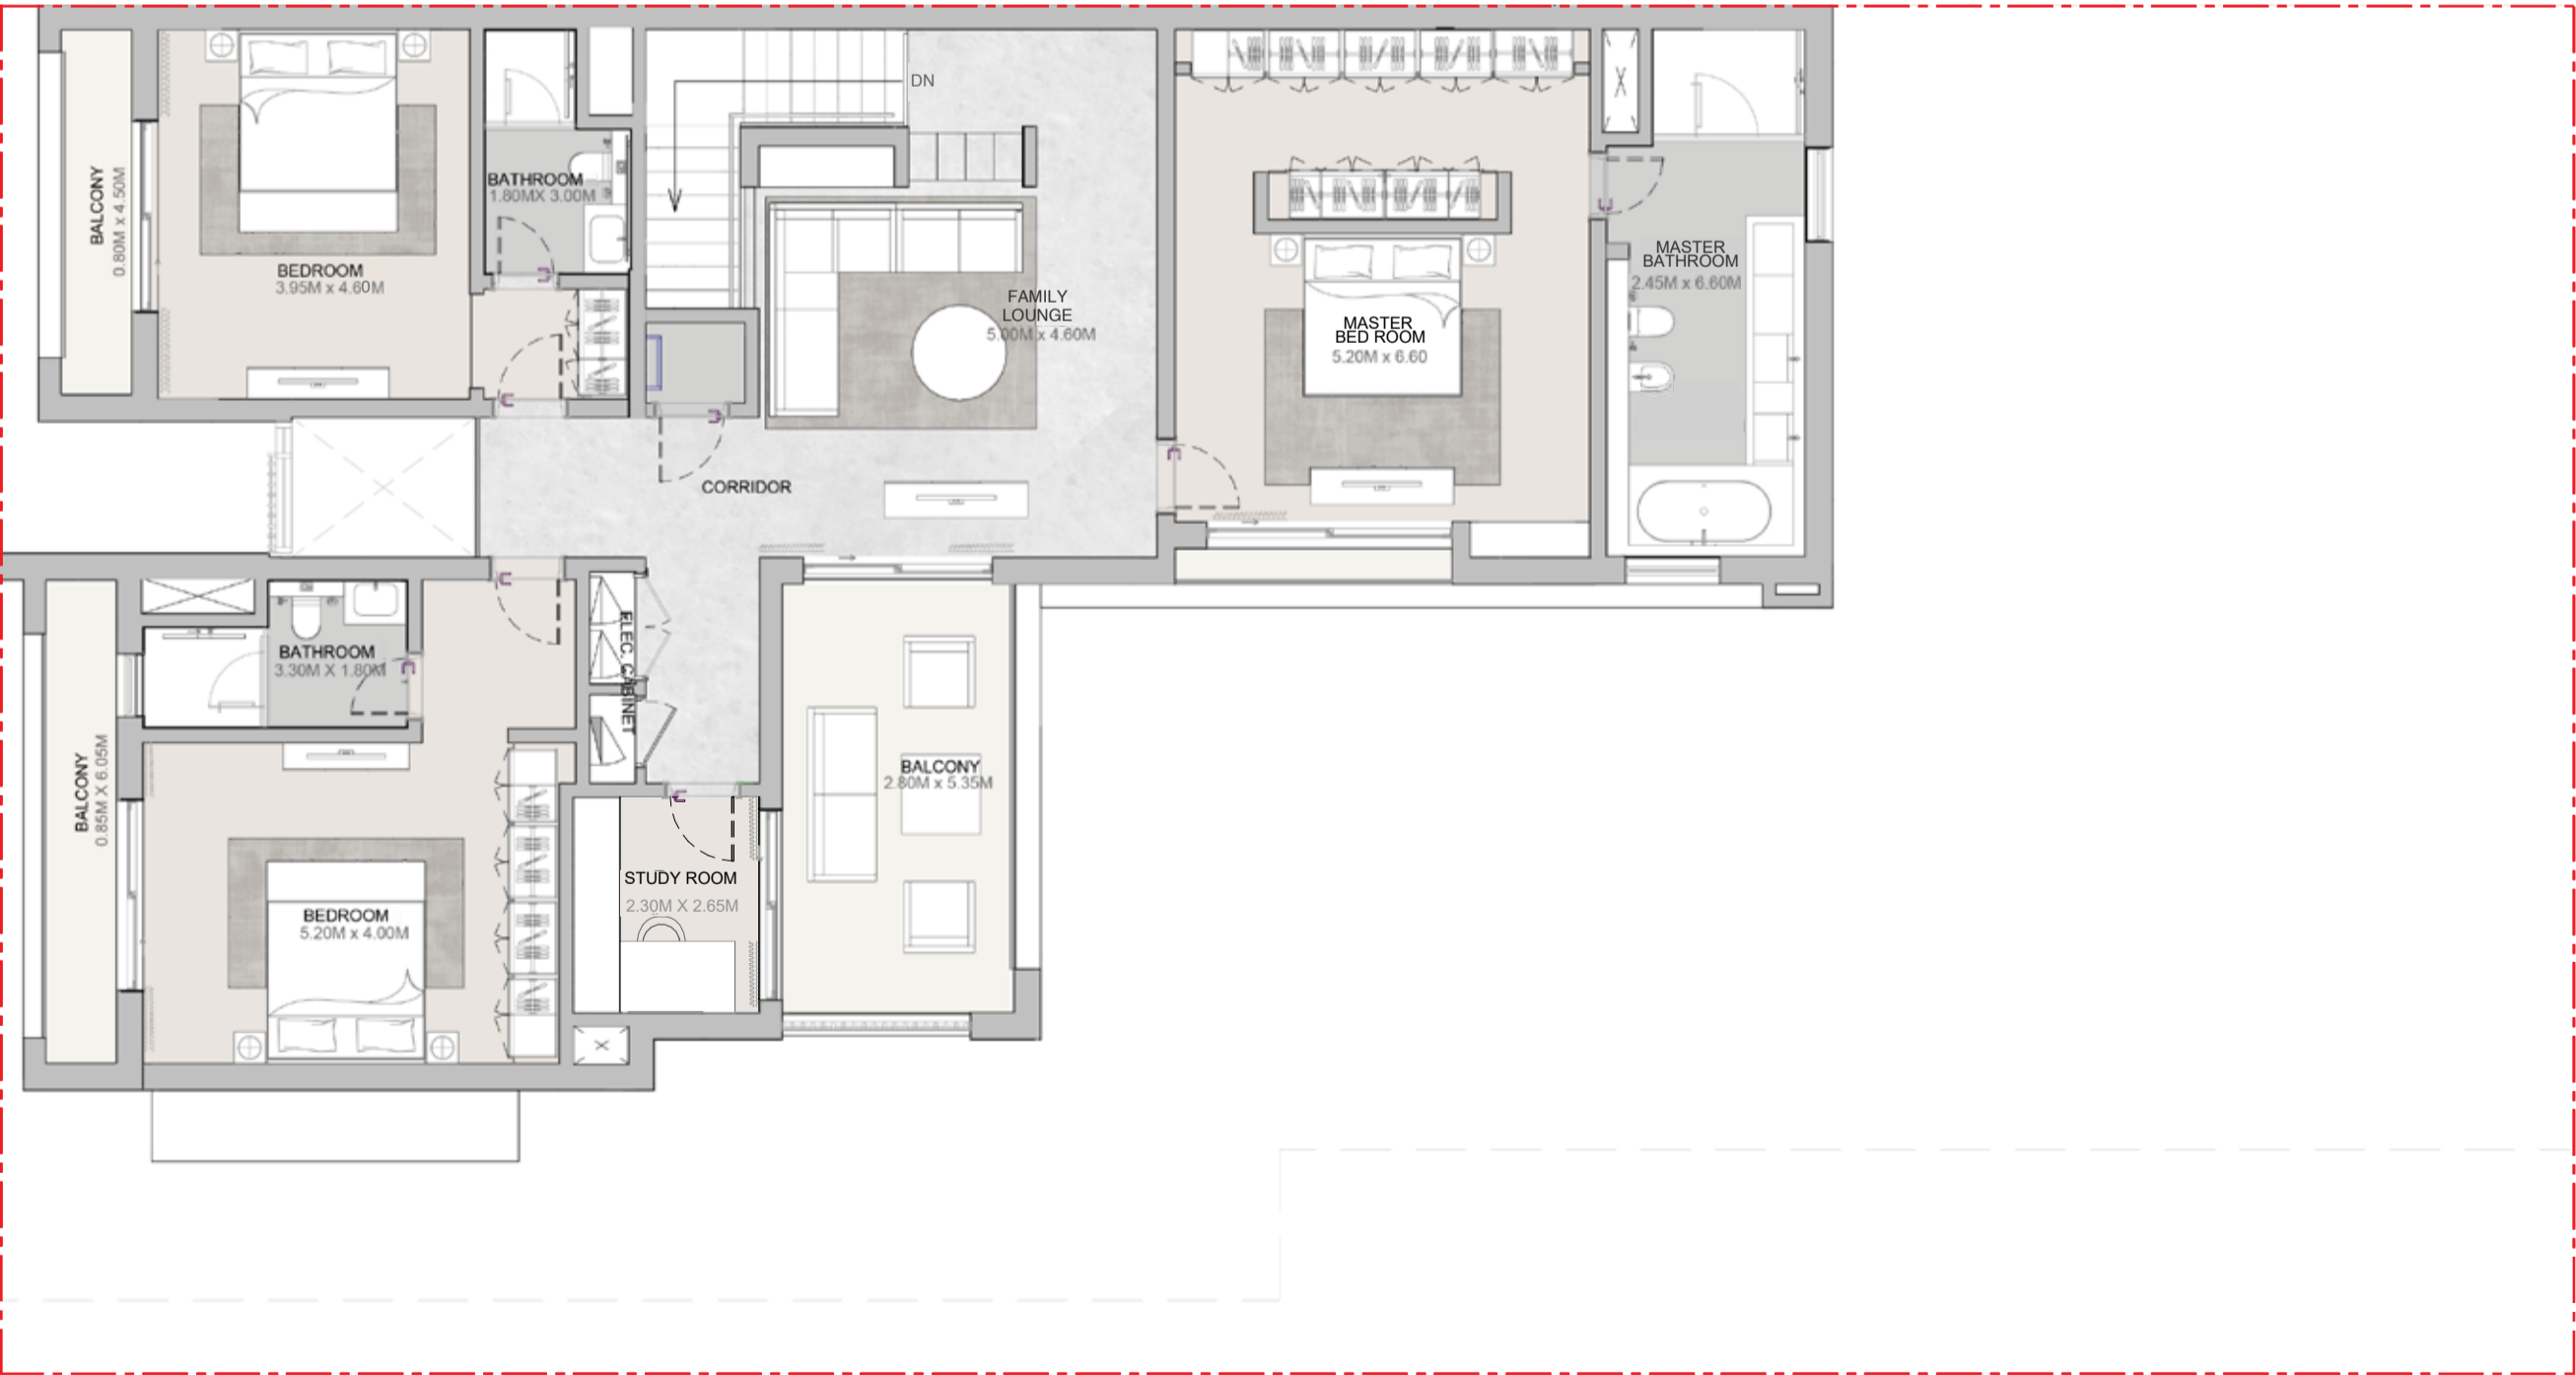 DN
BALCONY
0.80M x 4.50M
BEDROOM
3.95M x 4.60M
BATHROOM
1.80MX 3.00M
FAMILY
LOUNGE
5.00M x 4.60M
MASTER
BED ROOM
5.20M x 6.60
MASTER
BATHROOM
2.45M x 6.60M
CORRIDOR
BATHROOM
3.30M X 1.80M
ELEC. CABINET
BALCONY
0.85M X 6.05M
BEDROOM
5.20M x 4.00M
STUDY ROOM
2.30M X 2.65M
BALCONY
2.80M x 5.35M